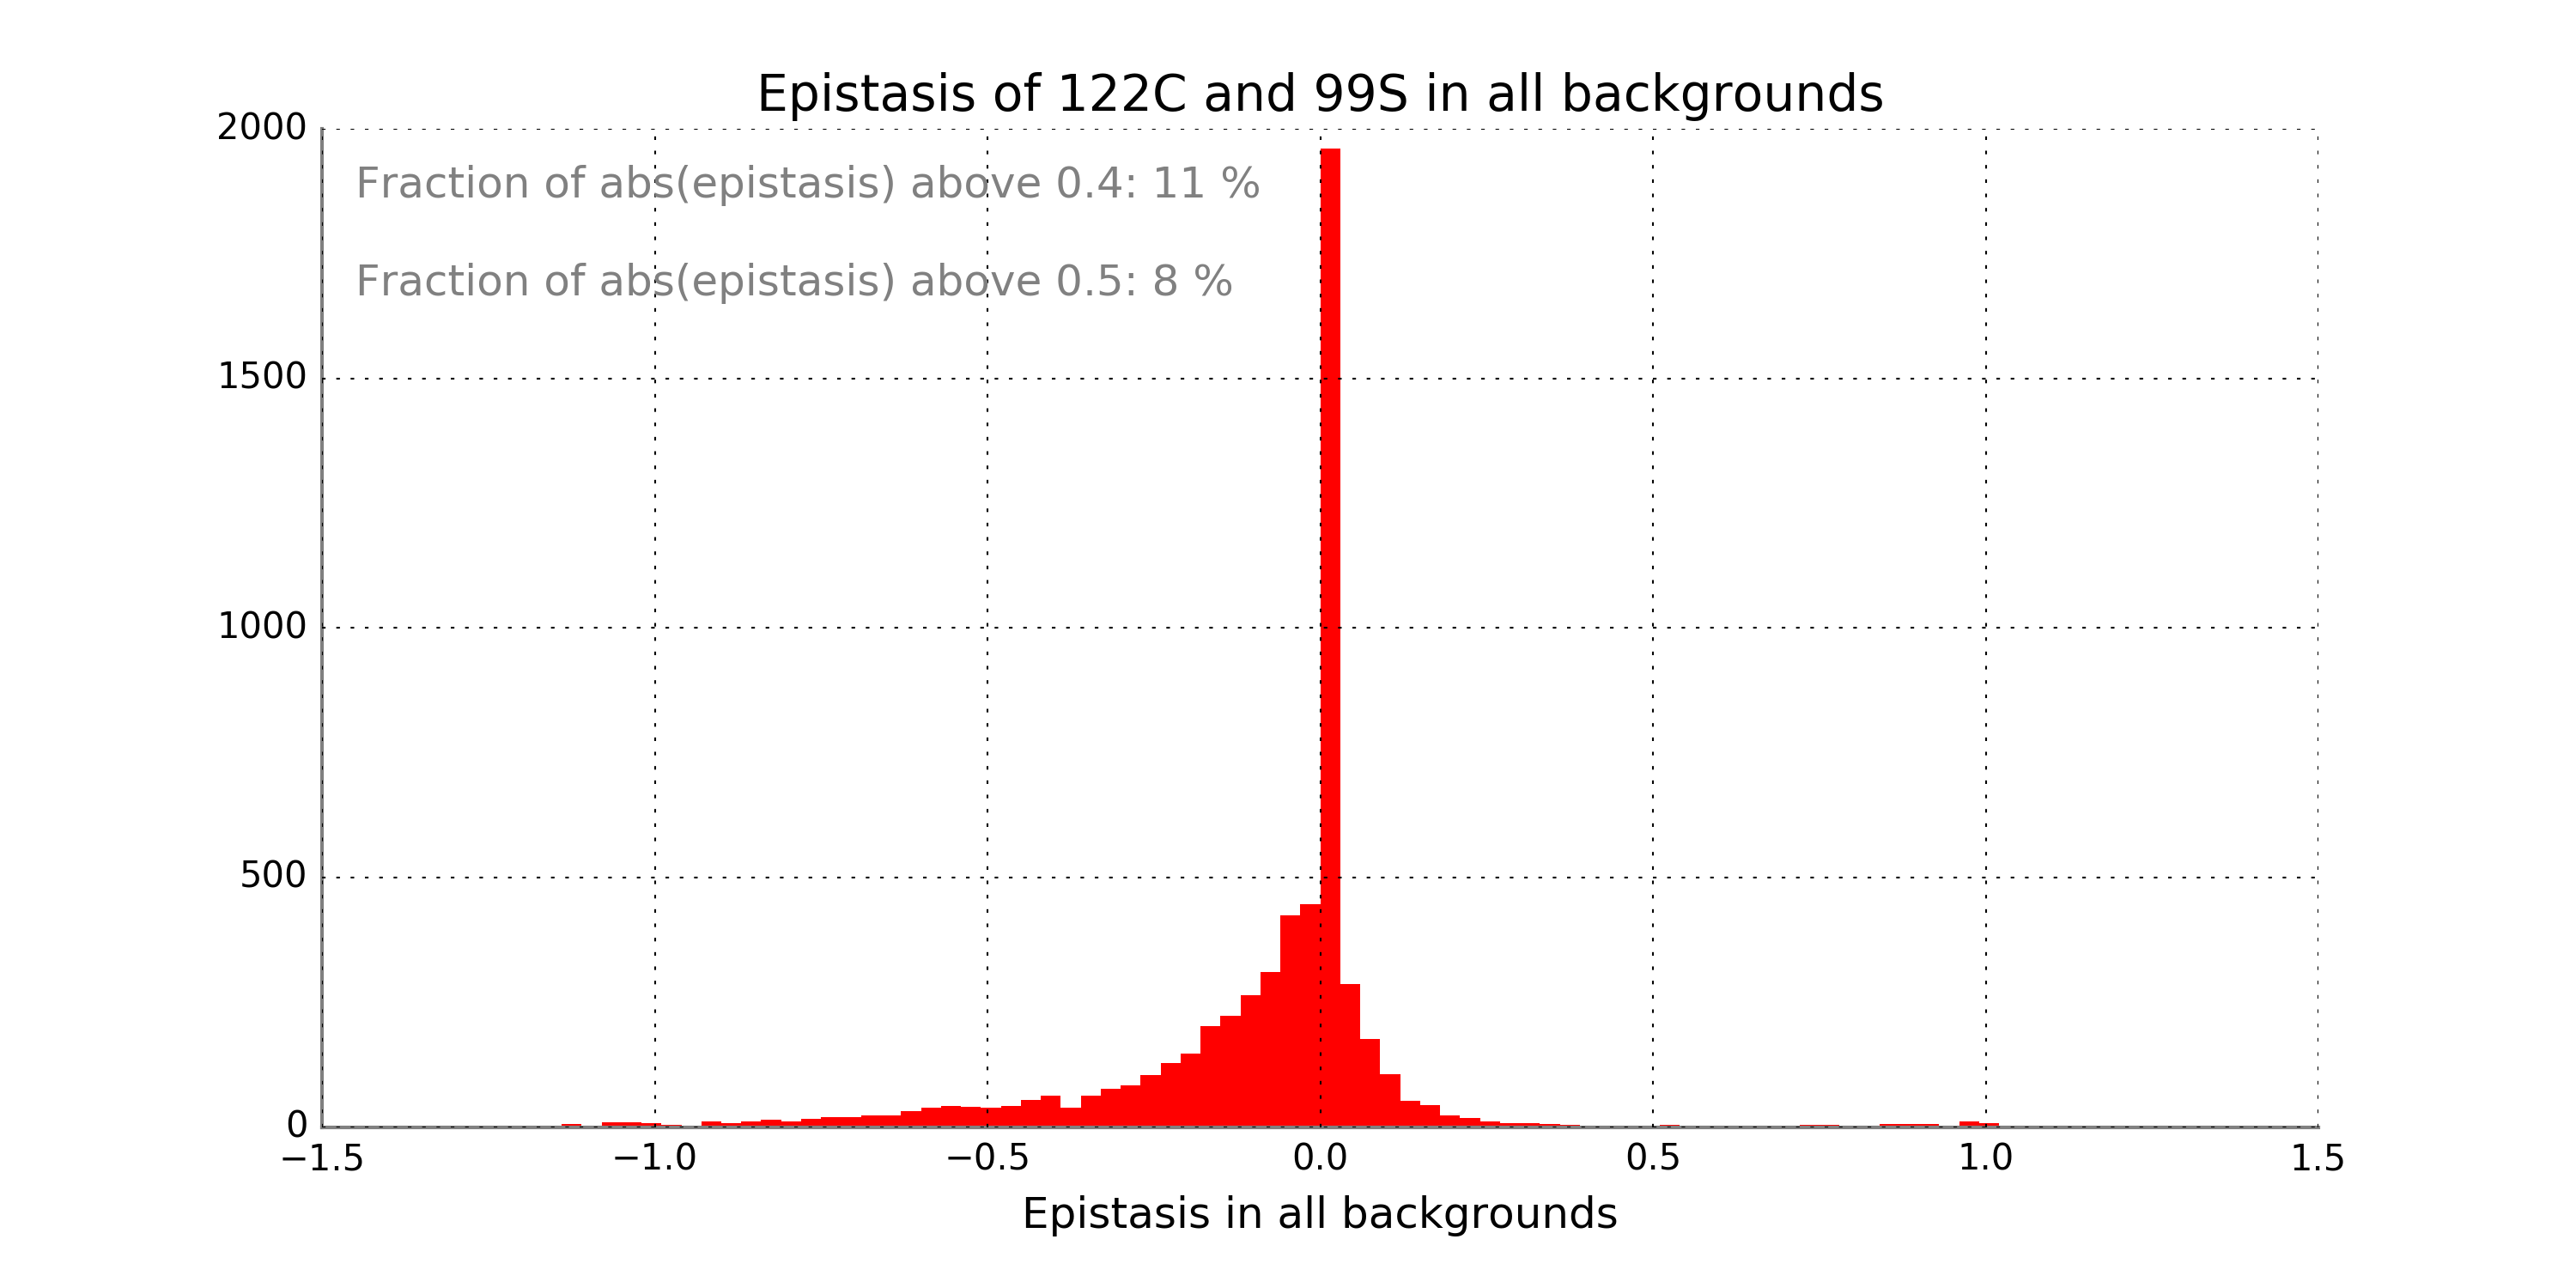 Epistasis of 122C and 99S in all backgrounds
2000
Fraction of abs(epistasis) above 0.4: 11 %
Fraction of abs(epistasis) above 0.5: 8 %
1500
1000
500
0
−1.5 −1.0 −0.5 0.0 0.5 1.0 1.5
Epistasis in all backgrounds